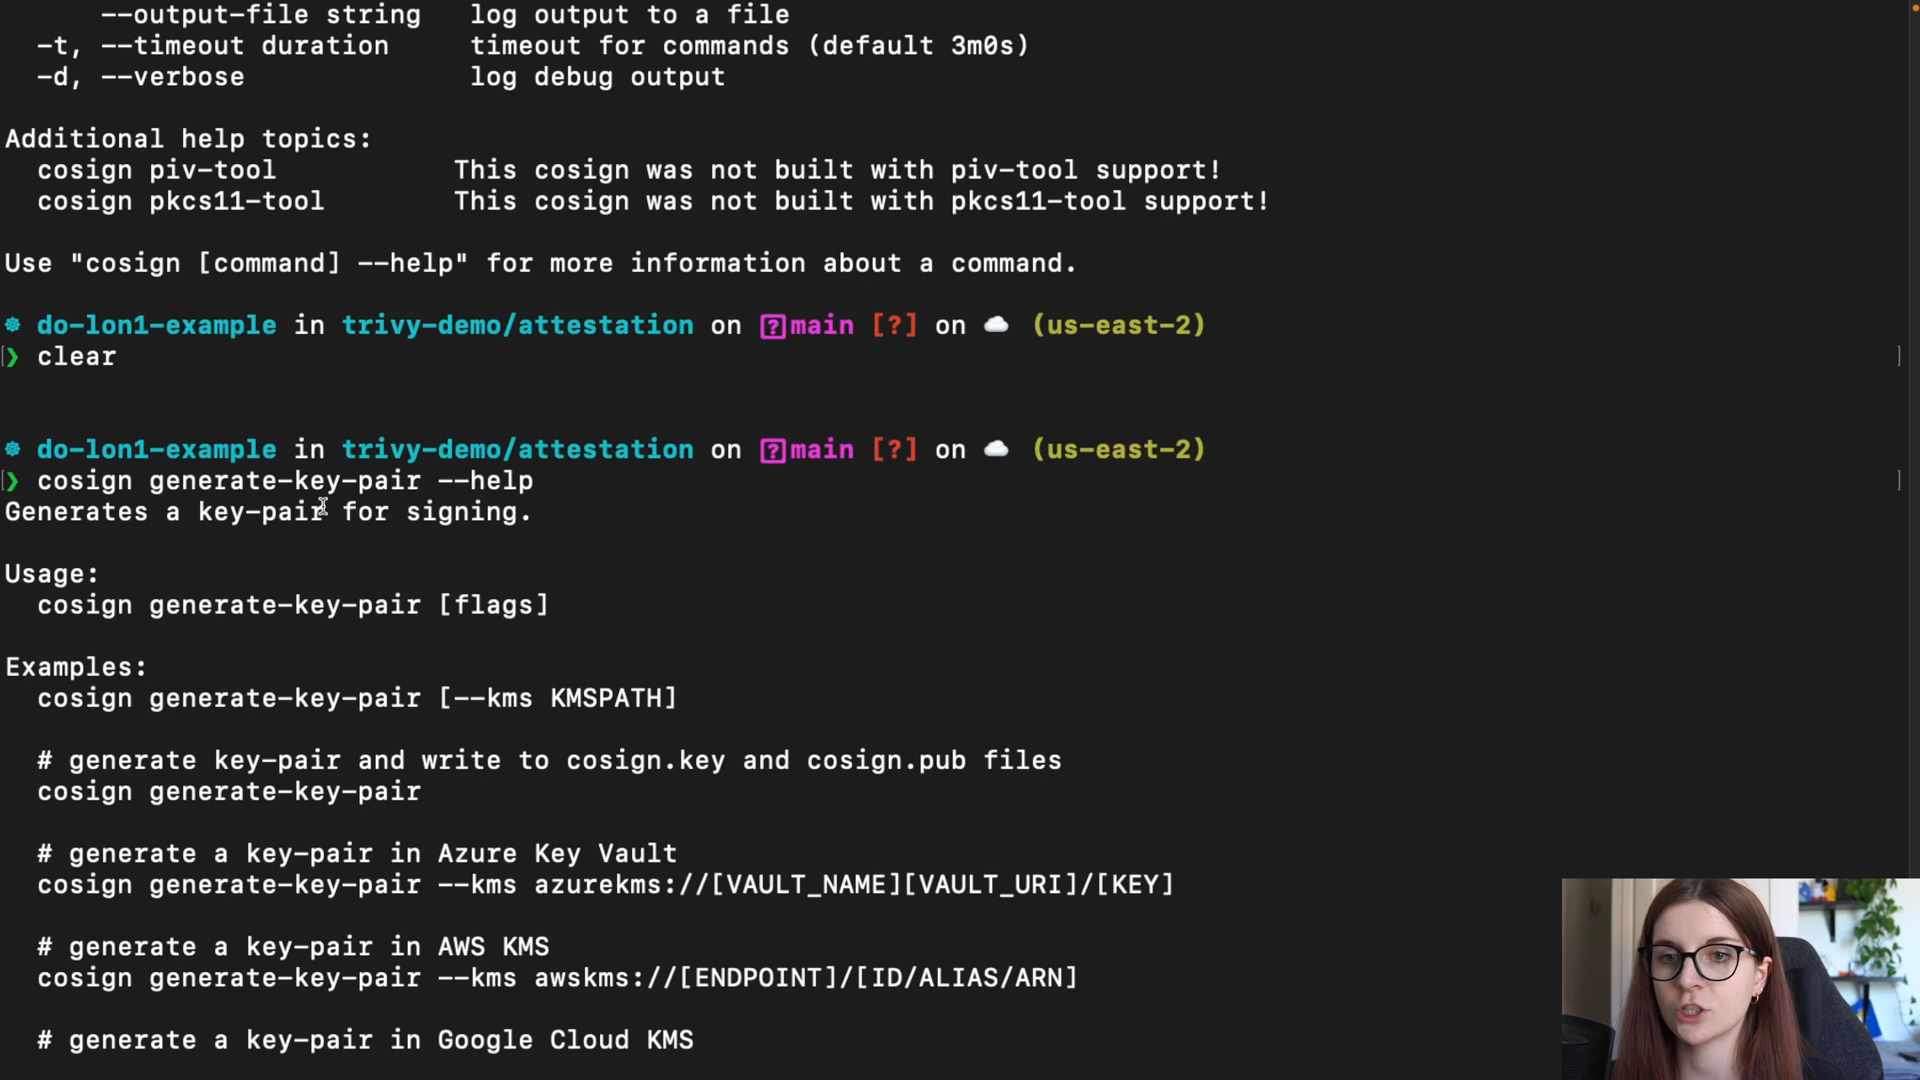 --output-file string   log output to a file
-t, --timeout duration     timeout for commands (default 3m0s)
-d, --verbose              log debug output
Additional help topics:
cosign piv-tool           This cosign was not built with piv-tool support!
cosign pkcs11-tool        This cosign was not built with pkcs11-tool support!
Use "cosign [command] --help" for more information about a command.
do-lon1-example in trivy-demo/attestation on [?]main [?] on ☁️ (us-east-2)
[❯ clear ]
do-lon1-example in trivy-demo/attestation on [?]main [?] on ☁️ (us-east-2)
[❯ cosign generate-key-pair --help ]
Generates a key-pair for signing.
Usage:
cosign generate-key-pair [flags]
Examples:
cosign generate-key-pair [--kms KMSPATH]
# generate key-pair and write to cosign.key and cosign.pub files
cosign generate-key-pair
# generate a key-pair in Azure Key Vault
cosign generate-key-pair --kms azurekms://[VAULT_NAME][VAULT_URI]/[KEY]
# generate a key-pair in AWS KMS
cosign generate-key-pair --kms awskms://[ENDPOINT]/[ID/ALIAS/ARN]
# generate a key-pair in Google Cloud KMS